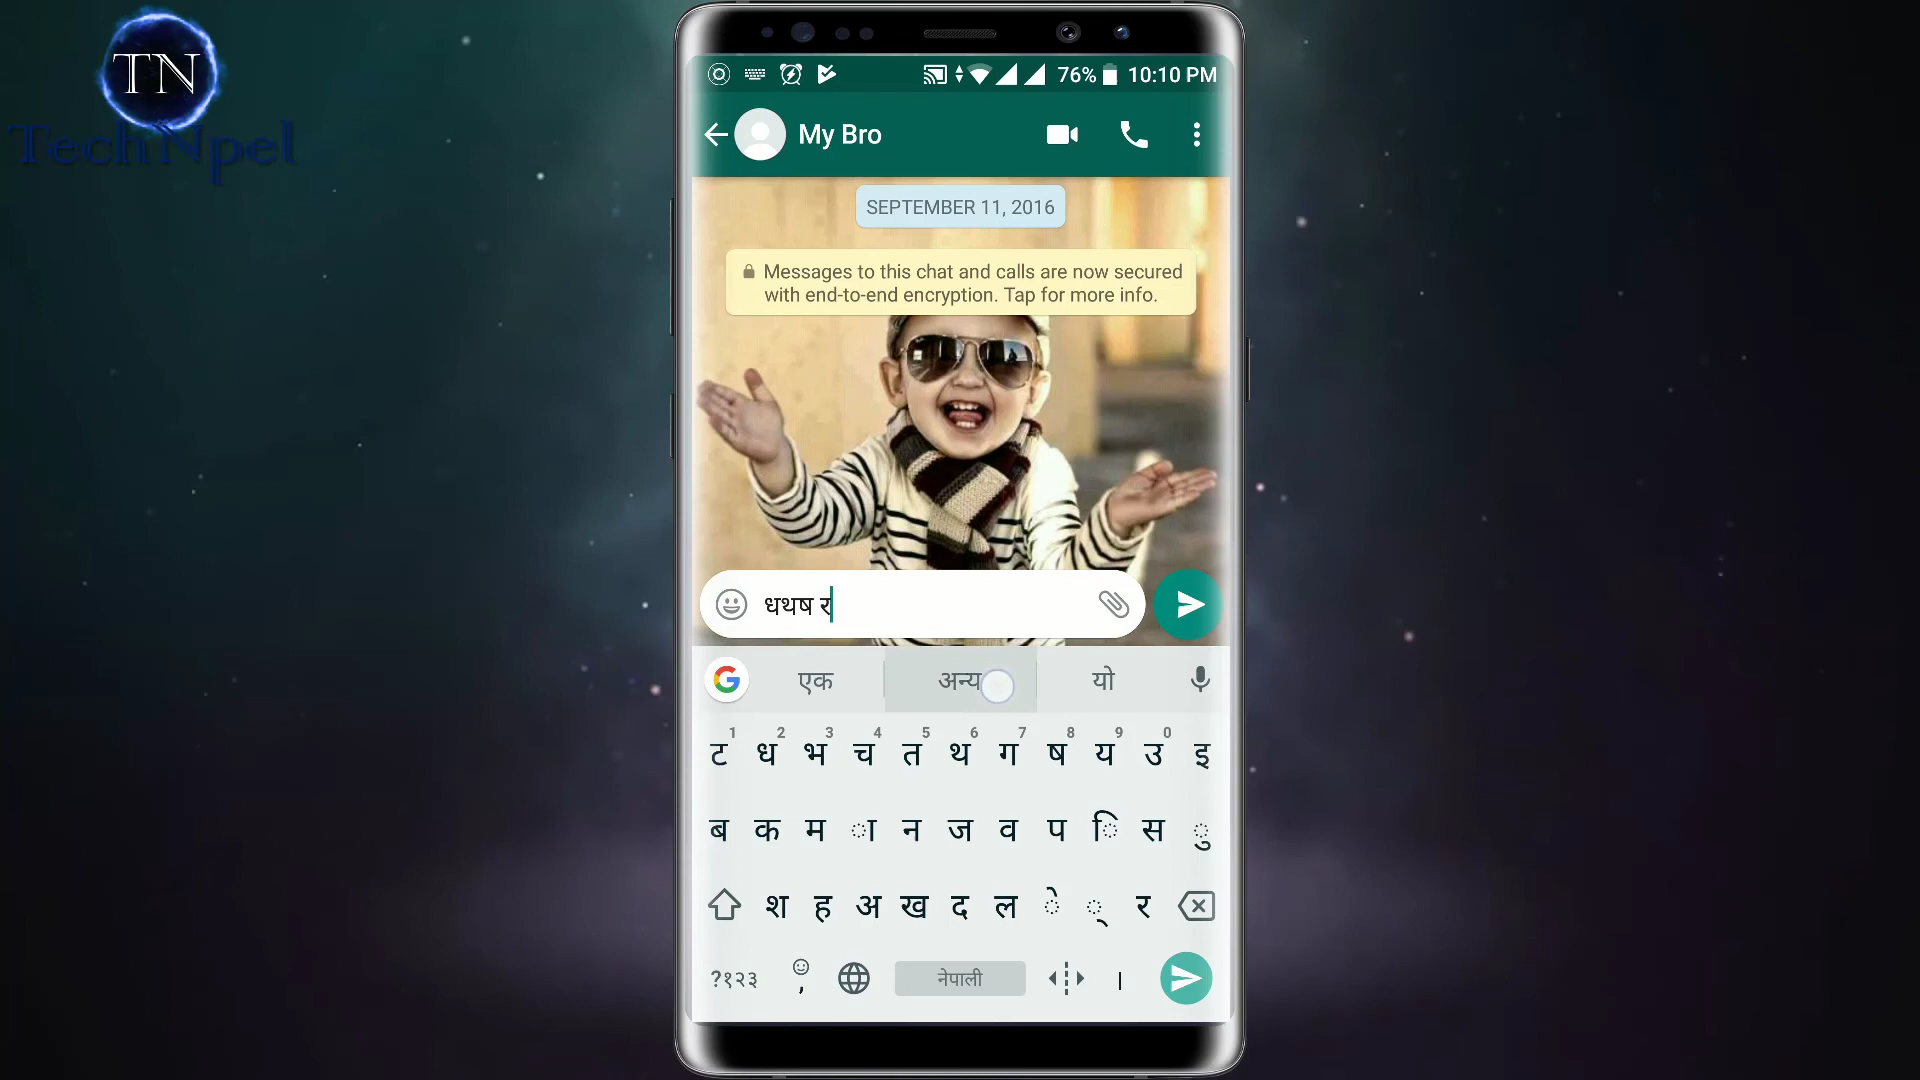 TN
TechNpel
76% 10:10 PM
My Bro
SEPTEMBER 11, 2016
Messages to this chat and calls are now secured
with end-to-end encryption. Tap for more info.
धथष र
G एक अन्य यो
1 2 3 4 5 6 7 8 9 0
ट ध भ च त थ ग ष य उ इ
ब क म ा न ज व प ि स ु
श ह अ ख द ल े ् र
?१२३ , नेपाली ।